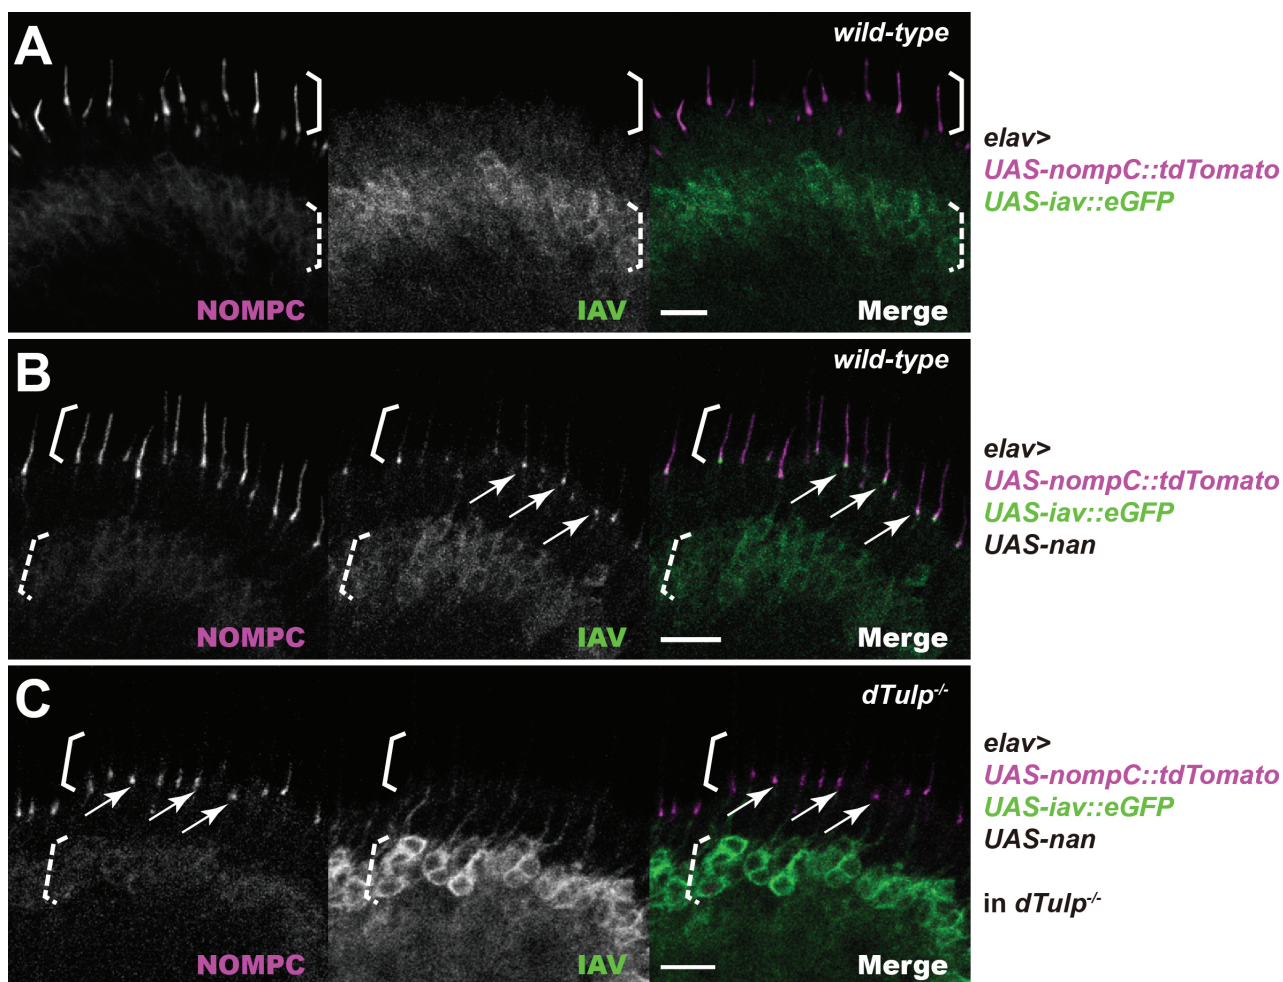 A
wild-type
NOMPC
IAV
Merge
elav>
UAS-nompC::tdTomato
UAS-iav::eGFP
B
wild-type
NOMPC
IAV
Merge
elav>
UAS-nompC::tdTomato
UAS-iav::eGFP
UAS-nan
C
dTulp-/-
NOMPC
IAV
Merge
elav>
UAS-nompC::tdTomato
UAS-iav::eGFP
UAS-nan
in dTulp-/-